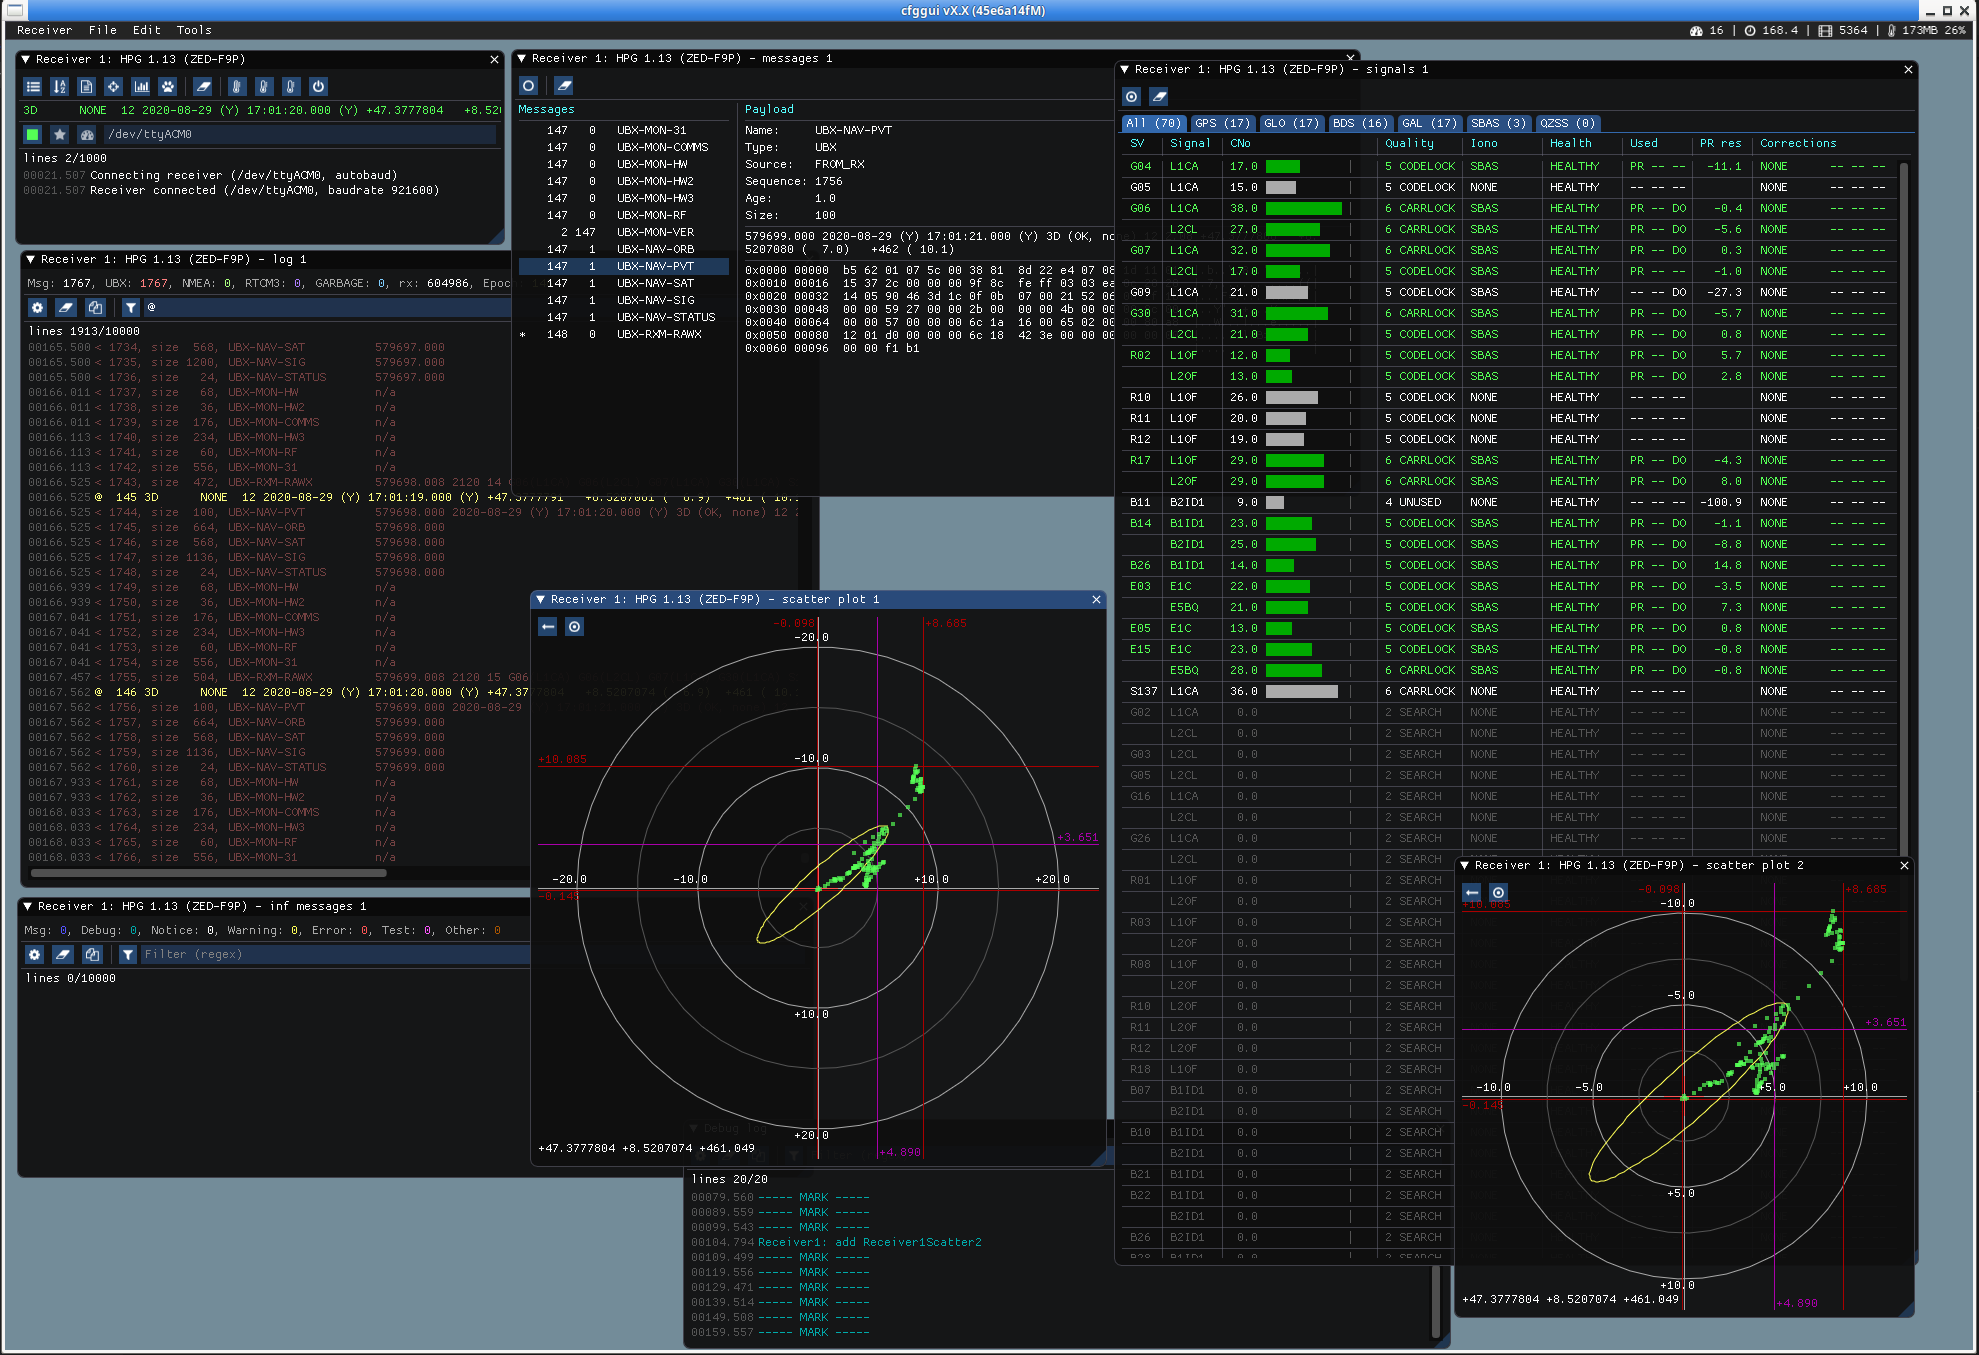 cfggui vX.X (45e6a14fM)
Receiver File Edit Tools
16 | 168.4 | 5364 | 173MB 26%
Receiver 1: HPG 1.13 (ZED-F9P)
3D NONE 12 2020-08-29 (Y) 17:01:20.000 (Y) +47.3777804 +8.52
/dev/ttyACM0
lines 2/1000
00021.507 Connecting receiver (/dev/ttyACM0, autobaud)
00021.507 Receiver connected (/dev/ttyACM0, baudrate 921600)
Receiver 1: HPG 1.13 (ZED-F9P) - log 1
Msg: 1767, UBX: 1767, NMEA: 0, RTCM3: 0, GARBAGE: 0, rx: 604986, Epoc
@
lines 1913/10000
00165.500 < 1734, size 568, UBX-NAV-SAT 579697.000
00165.500 < 1735, size 1200, UBX-NAV-SIG 579697.000
00165.500 < 1736, size 24, UBX-NAV-STATUS 579697.000
00166.011 < 1737, size 68, UBX-MON-HW n/a
00166.011 < 1738, size 36, UBX-MON-HW2 n/a
00166.011 < 1739, size 176, UBX-MON-COMMS n/a
00166.113 < 1740, size 234, UBX-MON-HW3 n/a
00166.113 < 1741, size 60, UBX-MON-RF n/a
00166.113 < 1742, size 556, UBX-MON-31 n/a
00166.525 < 1743, size 472, UBX-RXM-RAWX 579698.008 2120 14
00166.525 @ 145 3D NONE 12 2020-08-29 (Y) 17:01:19.000 (Y) +47.3777791 +8.5207061 ( 6.9) +461 ( 10.
00166.525 < 1744, size 100, UBX-NAV-PVT 579698.000 2020-08-29 (Y) 17:01:20.000 (Y) 3D (OK, none) 12
00166.525 < 1745, size 664, UBX-NAV-ORB 579698.000
00166.525 < 1746, size 568, UBX-NAV-SAT 579698.000
00166.525 < 1747, size 1136, UBX-NAV-SIG 579698.000
00166.525 < 1748, size 24, UBX-NAV-STATUS 579698.000
00166.939 < 1749, size 68, UBX-MON-HW n/a
00166.939 < 1750, size 36, UBX-MON-HW2 n/a
00167.041 < 1751, size 176, UBX-MON-COMMS n/a
00167.041 < 1752, size 234, UBX-MON-HW3 n/a
00167.041 < 1753, size 60, UBX-MON-RF n/a
00167.041 < 1754, size 556, UBX-MON-31 n/a
00167.457 < 1755, size 504, UBX-RXM-RAWX 579699.008 2120 15 G06
00167.562 @ 146 3D NONE 12 2020-08-29 (Y) 17:01:20.000 (Y) +47.37
00167.562 < 1756, size 100, UBX-NAV-PVT 579699.000 2020-08-29
00167.562 < 1757, size 664, UBX-NAV-ORB 579699.000
00167.562 < 1758, size 568, UBX-NAV-SAT 579699.000
00167.562 < 1759, size 1136, UBX-NAV-SIG 579699.000
00167.562 < 1760, size 24, UBX-NAV-STATUS 579699.000
00167.933 < 1761, size 68, UBX-MON-HW n/a
00167.933 < 1762, size 36, UBX-MON-HW2 n/a
00168.033 < 1763, size 176, UBX-MON-COMMS n/a
00168.033 < 1764, size 234, UBX-MON-HW3 n/a
00168.033 < 1765, size 60, UBX-MON-RF n/a
00168.033 < 1766, size 556, UBX-MON-31 n/a
Receiver 1: HPG 1.13 (ZED-F9P) - inf messages 1
Msg: 0, Debug: 0, Notice: 0, Warning: 0, Error: 0, Test: 0, Other: 0
Filter (regex)
lines 0/10000
Receiver 1: HPG 1.13 (ZED-F9P) - messages 1
Messages
147 0 UBX-MON-31
147 0 UBX-MON-COMMS
147 0 UBX-MON-HW
147 0 UBX-MON-HW2
147 0 UBX-MON-HW3
147 0 UBX-MON-RF
2 147 UBX-MON-VER
147 1 UBX-NAV-ORB
147 1 UBX-NAV-PVT
147 1 UBX-NAV-SAT
147 1 UBX-NAV-SIG
147 1 UBX-NAV-STATUS
* 148 0 UBX-RXM-RAWX
Payload
Name: UBX-NAV-PVT
Type: UBX
Source: FROM_RX
Sequence: 1756
Age: 1.0
Size: 100
579699.000 2020-08-29 (Y) 17:01:21.000 (Y) 3D (OK, no
5207080 ( 7.0) +462 ( 10.1)
0x0000 00000 b5 62 01 07 5c 00 38 81 8d 22 e4 07 08
0x0010 00016 15 37 2c 00 00 00 9f 8c fe ff 03 03 ea
0x0020 00032 14 05 90 46 3d 1c 0f 0b 07 00 21 52 06
0x0030 00048 00 00 59 27 00 00 2b 00 00 00 4b 00 00
0x0040 00064 00 00 57 00 00 00 6c 1a 16 00 65 02 00
0x0050 00080 12 01 d0 00 00 00 6c 18 42 3e 00 00 00
0x0060 00096 00 00 f1 b1
Receiver 1: HPG 1.13 (ZED-F9P) - scatter plot 1
-0.098 +8.685
-20.0
+10.085 -10.0
+3.651
-20.0 -10.0 +10.0 +20.0
-0.145
+10.0
+20.0
+47.3777804 +8.5207074 +461.049
+4.890
Debug log
lines 20/20
00079.560 ----- MARK -----
00089.559 ----- MARK -----
00099.543 ----- MARK -----
00104.794 Receiver1: add Receiver1Scatter2
00109.499 ----- MARK -----
00119.556 ----- MARK -----
00129.471 ----- MARK -----
00139.514 ----- MARK -----
00149.508 ----- MARK -----
00159.557 ----- MARK -----
Receiver 1: HPG 1.13 (ZED-F9P) - signals 1
All (70) GPS (17) GLO (17) BDS (16) GAL (17) SBAS (3) QZSS (0)
SV Signal CNo Quality Iono Health Used PR res Corrections
G04 L1CA 17.0 5 CODELOCK SBAS HEALTHY PR -- -- -11.1 NONE -- -- --
G05 L1CA 15.0 5 CODELOCK NONE HEALTHY -- -- -- NONE -- -- --
G06 L1CA 38.0 6 CARRLOCK SBAS HEALTHY PR -- DO -0.4 NONE -- -- --
L2CL 27.0 6 CARRLOCK SBAS HEALTHY PR -- DO -5.6 NONE -- -- --
G07 L1CA 32.0 6 CARRLOCK SBAS HEALTHY PR -- DO 0.3 NONE -- -- --
L2CL 17.0 5 CODELOCK SBAS HEALTHY PR -- DO -1.0 NONE -- -- --
G09 L1CA 21.0 5 CODELOCK NONE HEALTHY -- -- -- -27.3 NONE -- -- --
G30 L1CA 31.0 6 CARRLOCK SBAS HEALTHY PR -- DO -5.7 NONE -- -- --
L2CL 21.0 5 CODELOCK SBAS HEALTHY PR -- DO 0.8 NONE -- -- --
R02 L1OF 12.0 5 CODELOCK SBAS HEALTHY PR -- DO 5.7 NONE -- -- --
L2OF 13.0 5 CODELOCK SBAS HEALTHY PR -- DO 2.8 NONE -- -- --
R10 L1OF 26.0 5 CODELOCK NONE HEALTHY -- -- -- NONE -- -- --
R11 L1OF 20.0 5 CODELOCK NONE HEALTHY -- -- -- NONE -- -- --
R12 L1OF 19.0 5 CODELOCK NONE HEALTHY -- -- -- NONE -- -- --
R17 L1OF 29.0 6 CARRLOCK SBAS HEALTHY PR -- DO -4.3 NONE -- -- --
L2OF 29.0 6 CARRLOCK SBAS HEALTHY PR -- DO 8.0 NONE -- -- --
B11 B2ID1 9.0 4 UNUSED NONE HEALTHY -- -- -- -100.9 NONE -- -- --
B14 B1ID1 23.0 5 CODELOCK SBAS HEALTHY PR -- DO -1.1 NONE -- -- --
B2ID1 25.0 5 CODELOCK SBAS HEALTHY PR -- DO -8.8 NONE -- -- --
B26 B1ID1 14.0 5 CODELOCK SBAS HEALTHY PR -- DO 14.8 NONE -- -- --
E03 E1C 22.0 5 CODELOCK SBAS HEALTHY PR -- DO -3.5 NONE -- -- --
E5BQ 21.0 5 CODELOCK SBAS HEALTHY PR -- DO 7.3 NONE -- -- --
E05 E1C 13.0 5 CODELOCK SBAS HEALTHY PR -- DO 0.8 NONE -- -- --
E15 E1C 23.0 5 CODELOCK SBAS HEALTHY PR -- DO -0.8 NONE -- -- --
E5BQ 28.0 6 CARRLOCK SBAS HEALTHY PR -- DO -0.8 NONE -- -- --
S137 L1CA 36.0 6 CARRLOCK NONE HEALTHY -- -- -- NONE -- -- --
G02 L1CA 0.0 2 SEARCH NONE HEALTHY -- -- -- NONE -- -- --
L2CL 0.0 2 SEARCH NONE HEALTHY -- -- -- NONE -- -- --
G03 L2CL 0.0 2 SEARCH NONE HEALTHY -- -- -- NONE -- -- --
G05 L2CL 0.0 2 SEARCH NONE HEALTHY -- -- -- NONE -- -- --
G16 L1CA 0.0 2 SEARCH NONE HEALTHY -- -- -- NONE -- -- --
L2CL 0.0 2 SEARCH NONE HEALTHY -- -- -- NONE -- -- --
G26 L1CA 0.0 2 SEARCH NONE HEALTHY -- -- -- NONE -- -- --
L2CL 0.0 2 SEARCH
R01 L1OF 0.0 2 SEARCH
L2OF 0.0 2 SEARCH
R03 L1OF 0.0 2 SEARCH
L2OF 0.0 2 SEARCH
R08 L1OF 0.0 2 SEARCH
L2OF 0.0 2 SEARCH
R10 L2OF 0.0 2 SEARCH
R11 L2OF 0.0 2 SEARCH
R12 L2OF 0.0 2 SEARCH
R18 L1OF 0.0 2 SEARCH
B07 B1ID1 0.0 2 SEARCH
B2ID1 0.0 2 SEARCH
B10 B1ID1 0.0 2 SEARCH
B2ID1 0.0 2 SEARCH
B21 B1ID1 0.0 2 SEARCH
B22 B1ID1 0.0 2 SEARCH
B2ID1 0.0 2 SEARCH
B26 B2ID1 0.0 2 SEARCH
B28 B1ID1 0.0 2 SEARCH
Receiver 1: HPG 1.13 (ZED-F9P) - scatter plot 2
-0.098 +8.685
+10.085 -10.0
-5.0
+3.651
-10.0 -5.0 +5.0 +10.0
-0.145
+5.0
+10.0
+47.3777804 +8.5207074 +461.049
+4.890